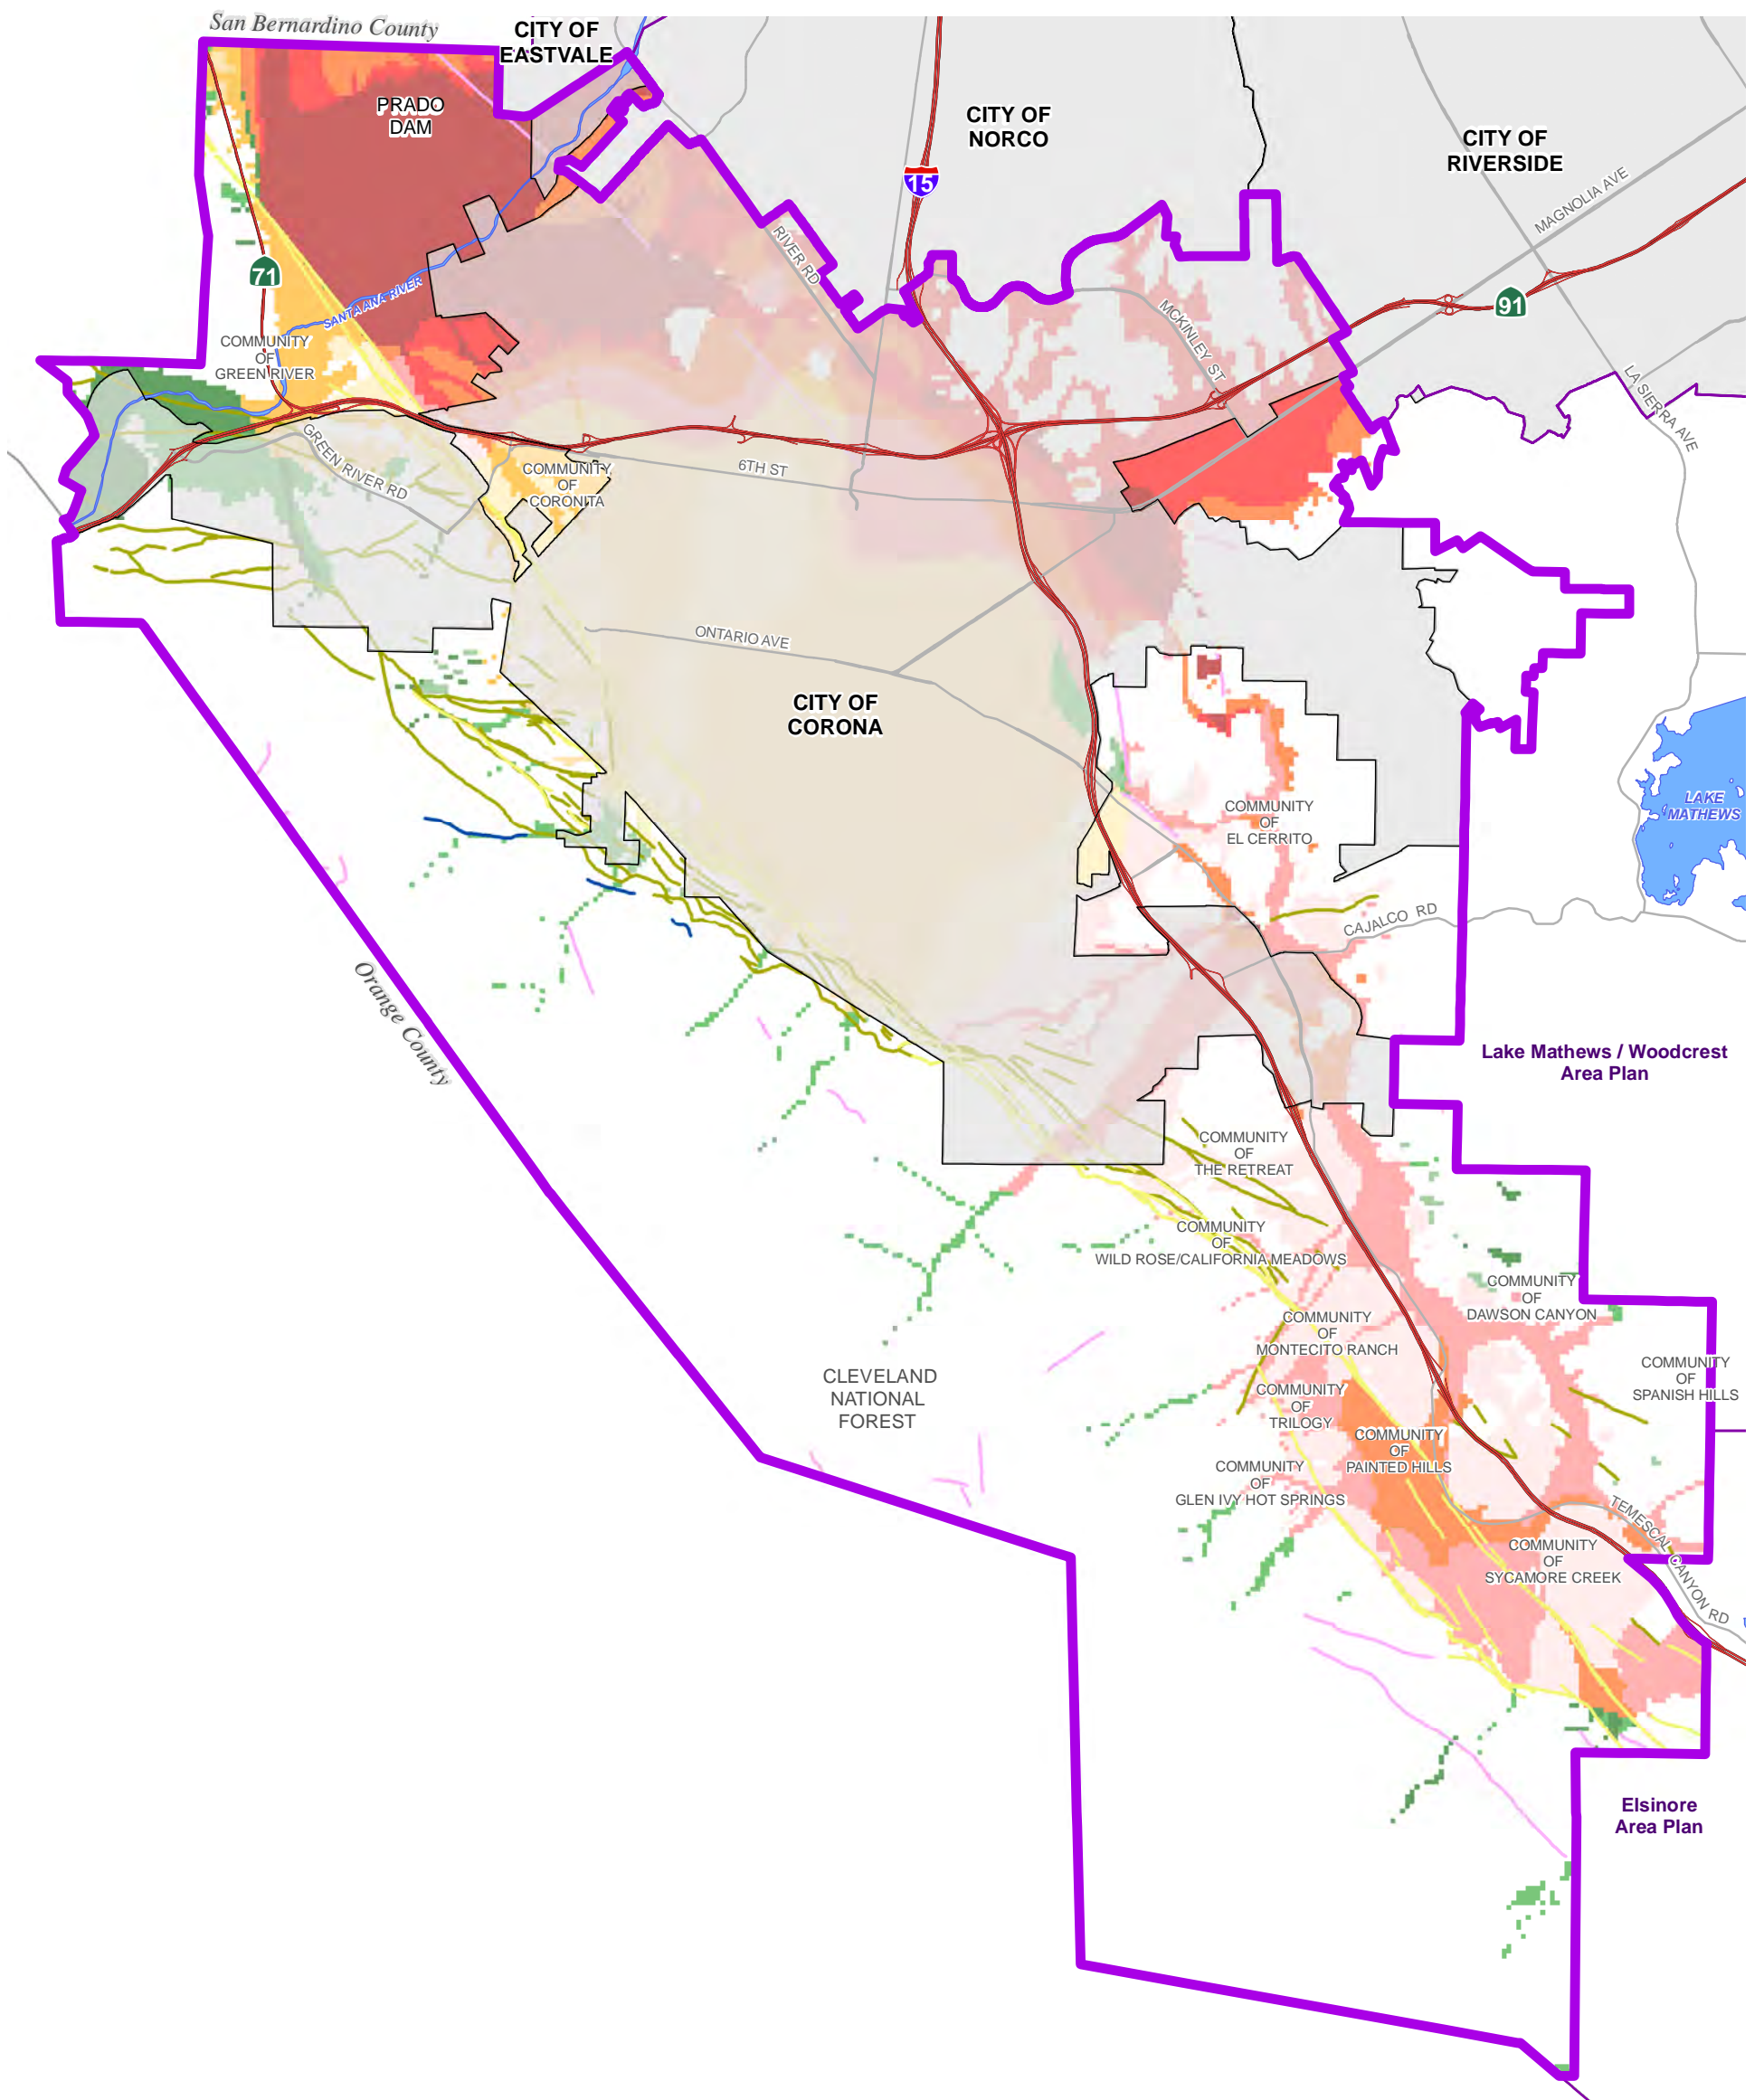 San Bernardino County
CITY OF
EASTVALE
PRADO
DAM
CITY OF
NORCO
CITY OF
RIVERSIDE
MAGNOLIA AVE
15
RIVER RD
71
SANTA ANA RIVER
MCKINLEY ST
91
COMMUNITY
OF
GREEN RIVER
LA SIERRA AVE
GREEN RIVER RD
COMMUNITY
OF
CORONITA
6TH ST
ONTARIO AVE
CITY OF
CORONA
LAKE
MATHEWS
COMMUNITY
OF
EL CERRITO
CAJALCO RD
Orange County
Lake Mathews / Woodcrest
Area Plan
COMMUNITY
OF
THE RETREAT
COMMUNITY
OF
WILD ROSE/CALIFORNIA MEADOWS
COMMUNITY
OF
DAWSON CANYON
COMMUNITY
OF
MONTECITO RANCH
COMMUNITY
OF
SPANISH HILLS
CLEVELAND
NATIONAL
FOREST
COMMUNITY
OF
TRILOGY
COMMUNITY
OF
PAINTED HILLS
COMMUNITY
OF
GLEN IVY HOT SPRINGS
TEMESCAL CANYON RD
COMMUNITY
OF
SYCAMORE CREEK
Elsinore
Area Plan